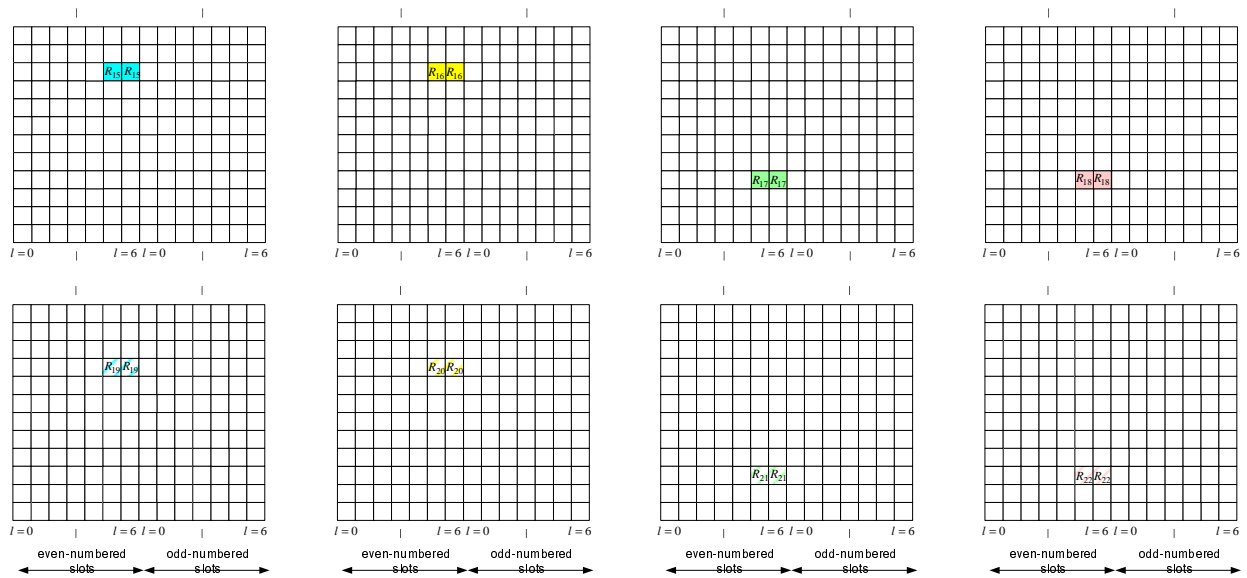 R15 R15 R16 R16 R17 R17 R18 R18
l = 0 l = 6 l = 0 l = 6 l = 0 l = 6 l = 0 l = 6 l = 0 l = 6 l = 0 l = 6 l = 0 l = 6 l = 0 l = 6
R19 R19 R20 R20 R21 R21 R22 R22
l = 0 l = 6 l = 0 l = 6 l = 0 l = 6 l = 0 l = 6 l = 0 l = 6 l = 0 l = 6 l = 0 l = 6 l = 0 l = 6
even-numbered odd-numbered even-numbered odd-numbered even-numbered odd-numbered even-numbered odd-numbered
slots slots slots slots slots slots slots slots